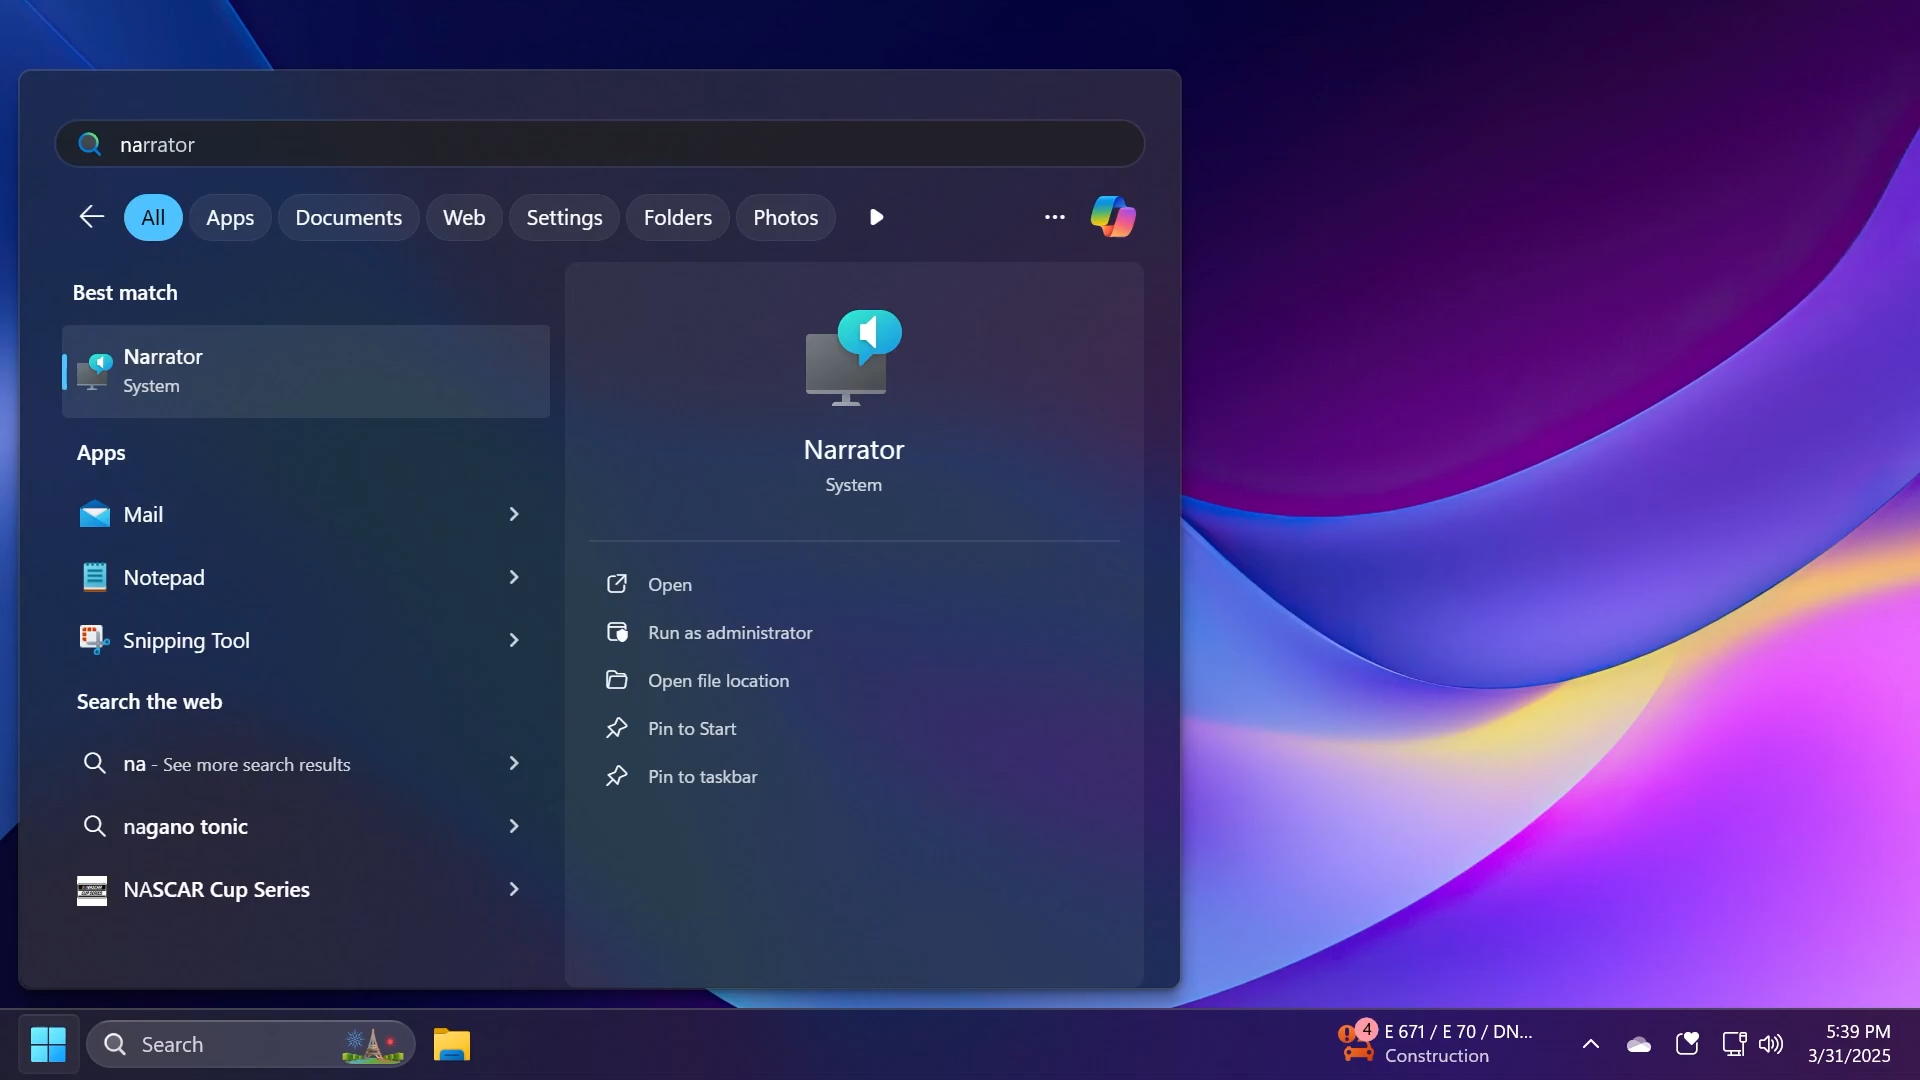 narrator
All
Apps
Documents
Web
Settings
Folders
Photos
Best match
Narrator
System
Apps
Mail
Notepad
Snipping Tool
Search the web
na - See more search results
nagano tonic
NASCAR Cup Series
Narrator
System
Open
Run as administrator
Open file location
Pin to Start
Pin to taskbar
Search
4
E 671 / E 70 / DN...
Construction
5:39 PM
3/31/2025